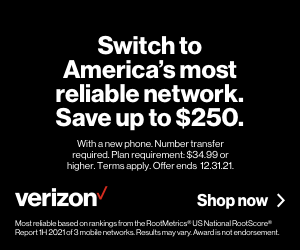 Switch to
America's most
reliable network.
Save up to $250.
With a new phone. Number transfer
required. Plan requirement: $34.99 or
higher. Terms apply. Offer ends 12.31.21.
verizon✓
Shop now >
Most reliable based on rankings from the RootMetrics® US National RootScore®
Report 1H 2021 of 3 mobile networks. Results may vary. Award is not endorsement.